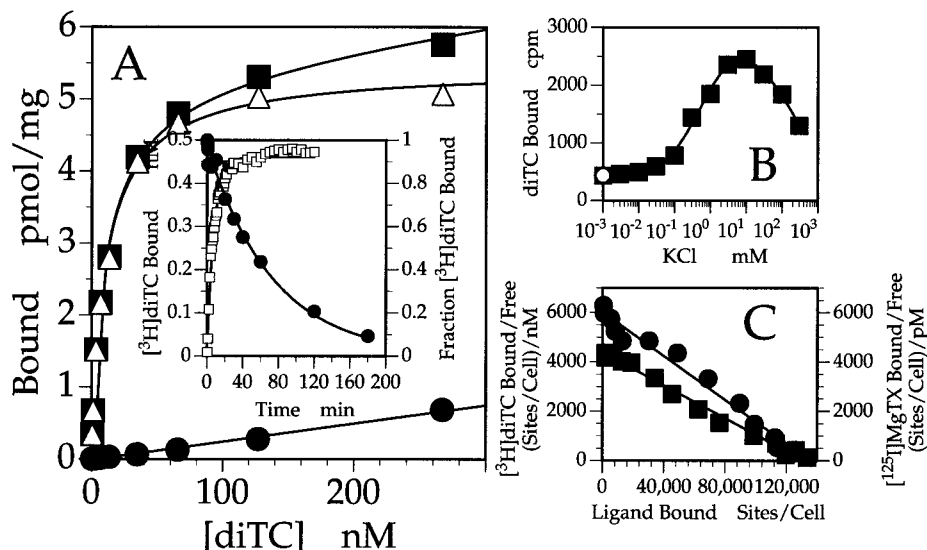 A
Bound pmol/mg
6
5
4
3
2
1
0
0 100 200
[diTC] nM
[³H]diTC Bound
0.5
0.4
0.2
0.1
0
Fraction [³H]diTC Bound
1
0.8
0.6
0.4
0.2
0
0 40 80 120 160
Time min
B
diTC Bound cpm
3000
2000
1000
0
10⁻³ 10⁻² 10⁻¹ 10⁰ 10¹ 10² 10³
KCl mM
C
[³H]diTC Bound/Free
(Sites/Cell)/nM
6000
4000
2000
0
[¹²⁵I]MgTX Bound/Free
(Sites/Cell)/pM
6000
4000
2000
0
0 40,000 80,000 120,000
Ligand Bound Sites/Cell